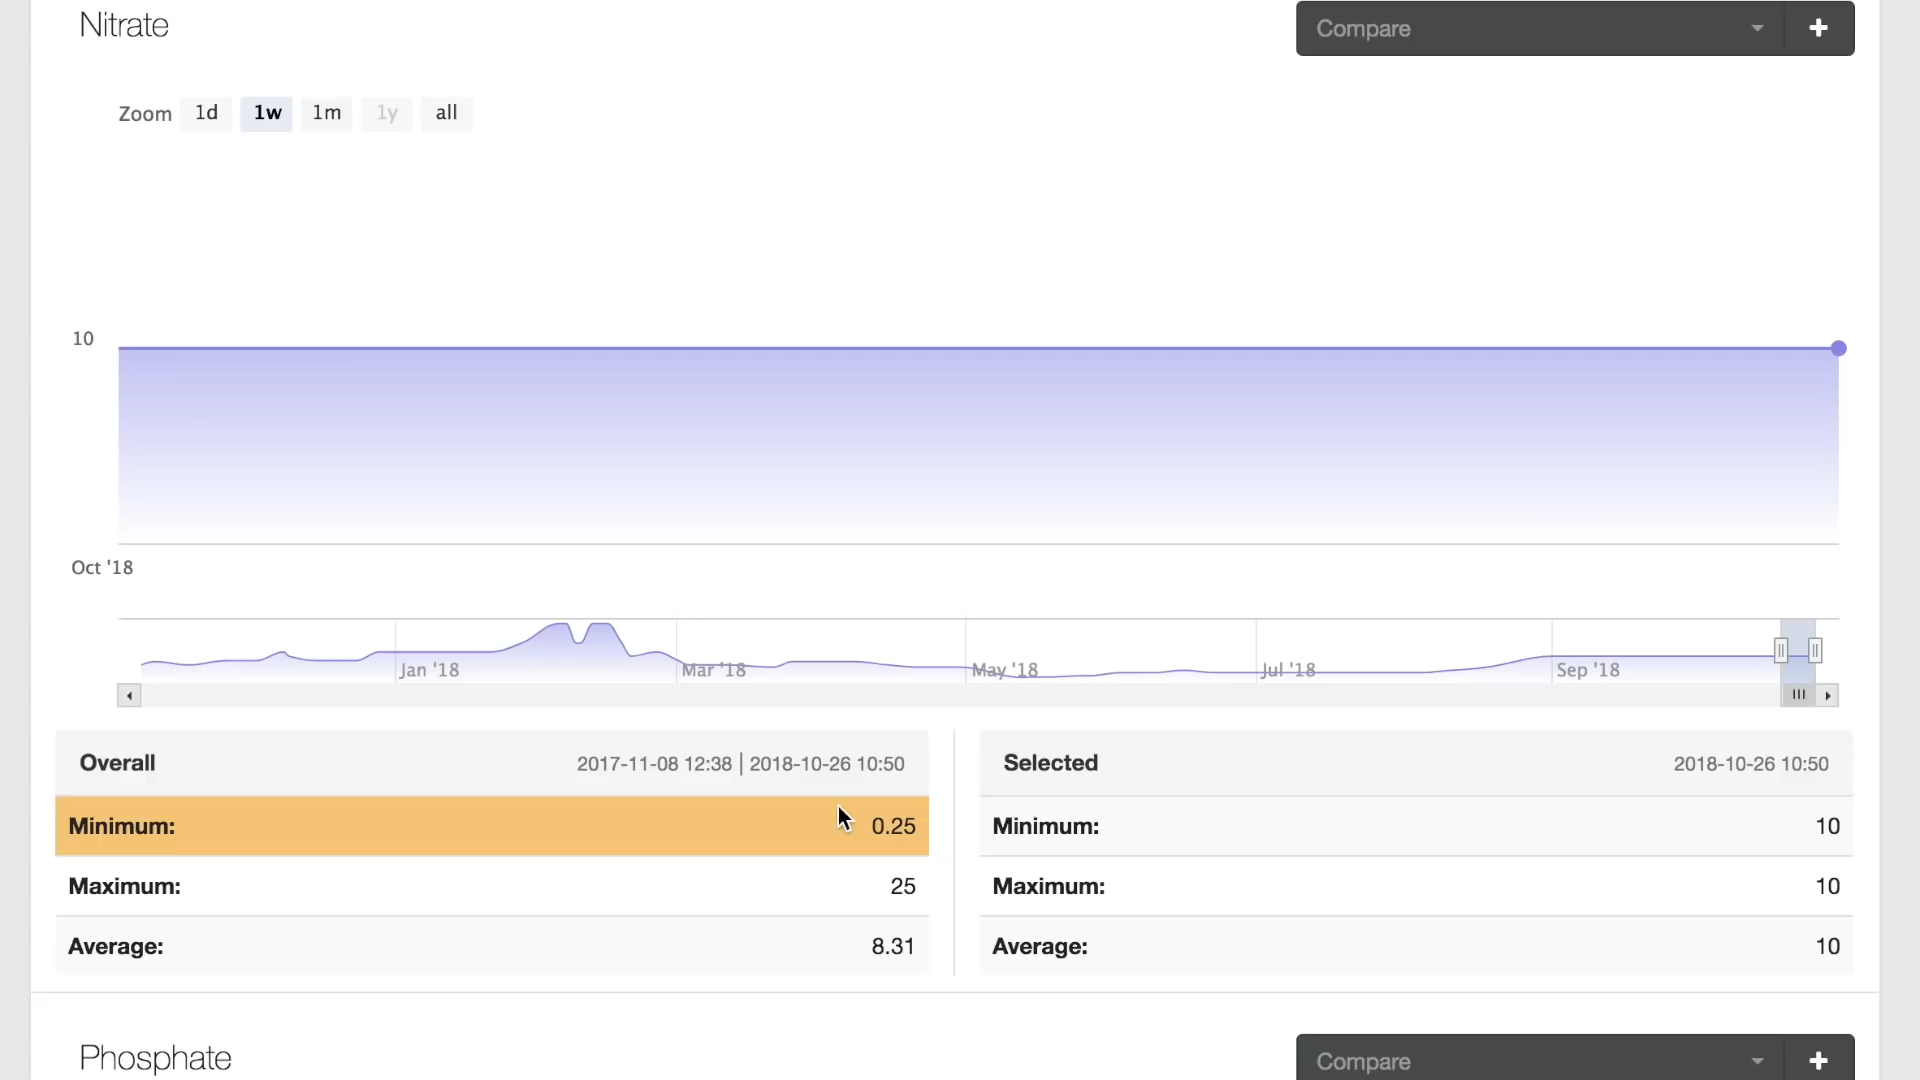 Nitrate
Compare
Zoom 1d 1w 1m 1y all
10
Oct '18
Jan '18 Mar '18 May '18 Jul '18 Sep '18
Overall 2017-11-08 12:38 | 2018-10-26 10:50
Minimum: 0.25
Maximum: 25
Average: 8.31
Selected 2018-10-26 10:50
Minimum: 10
Maximum: 10
Average: 10
Phosphate
Compare